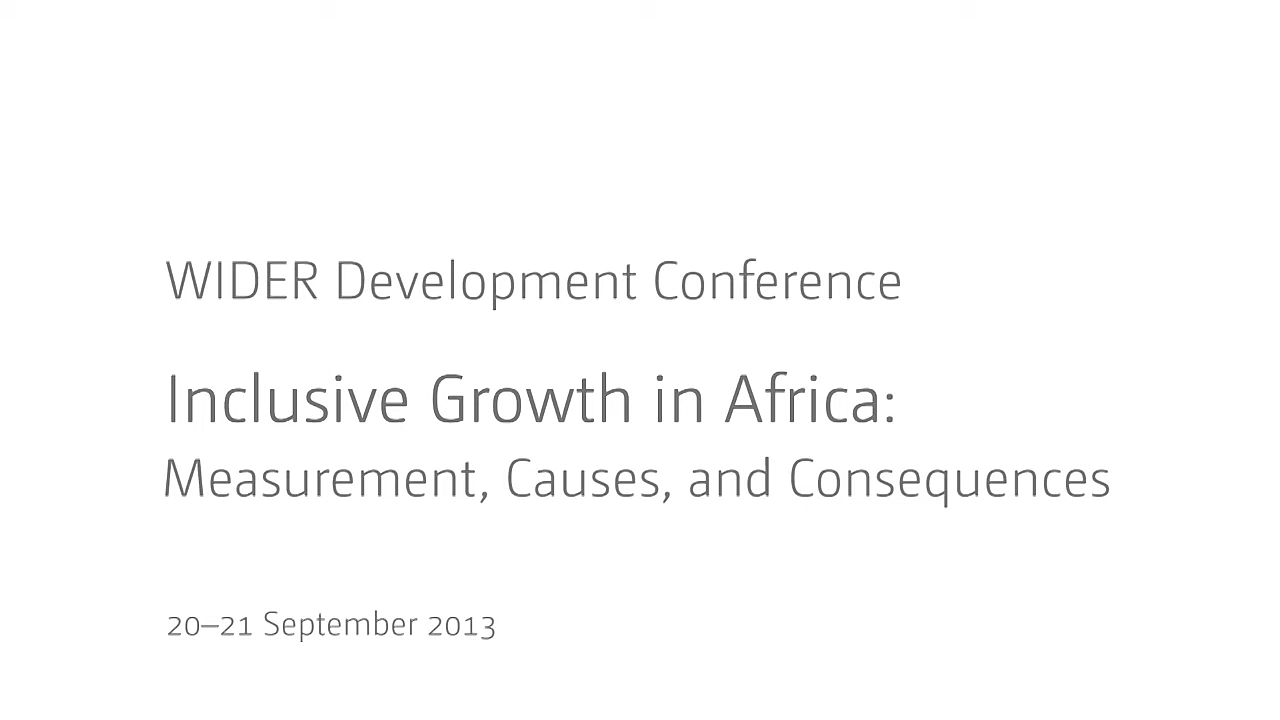 WIDER Development Conference
Inclusive Growth in Africa:
Measurement, Causes, and Consequences
20–21 September 2013